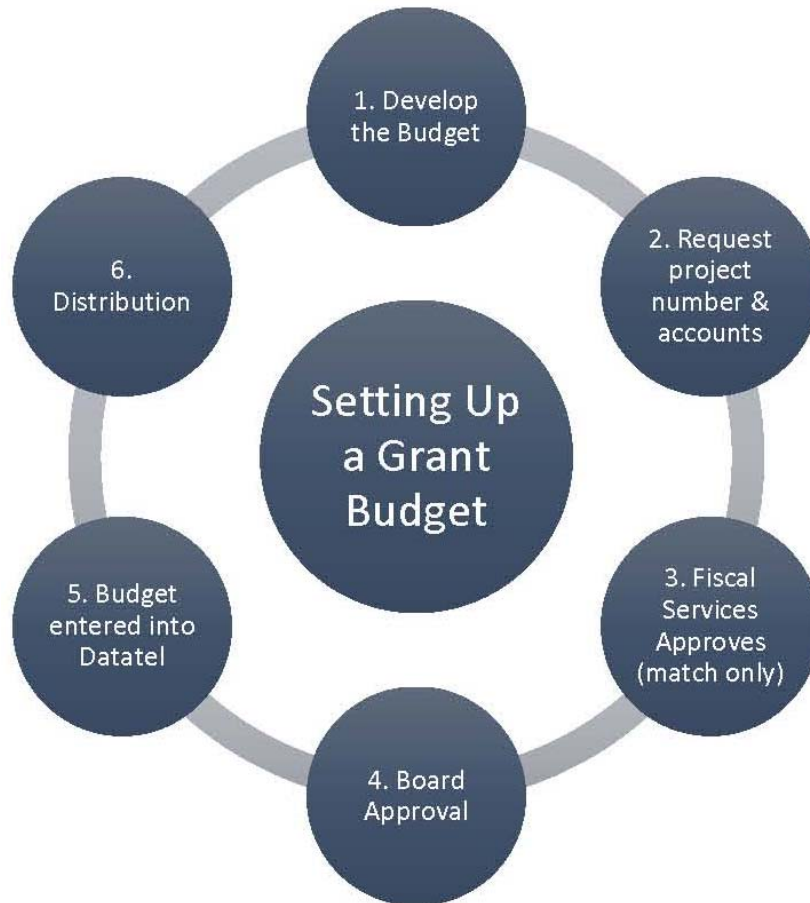 1. Develop
the Budget
2. Request
project
number &
accounts
3. Fiscal
Services
Approves
(match only)
4. Board
Approval
5. Budget
entered into
Datatel
6.
Distribution
Setting Up
a Grant
Budget